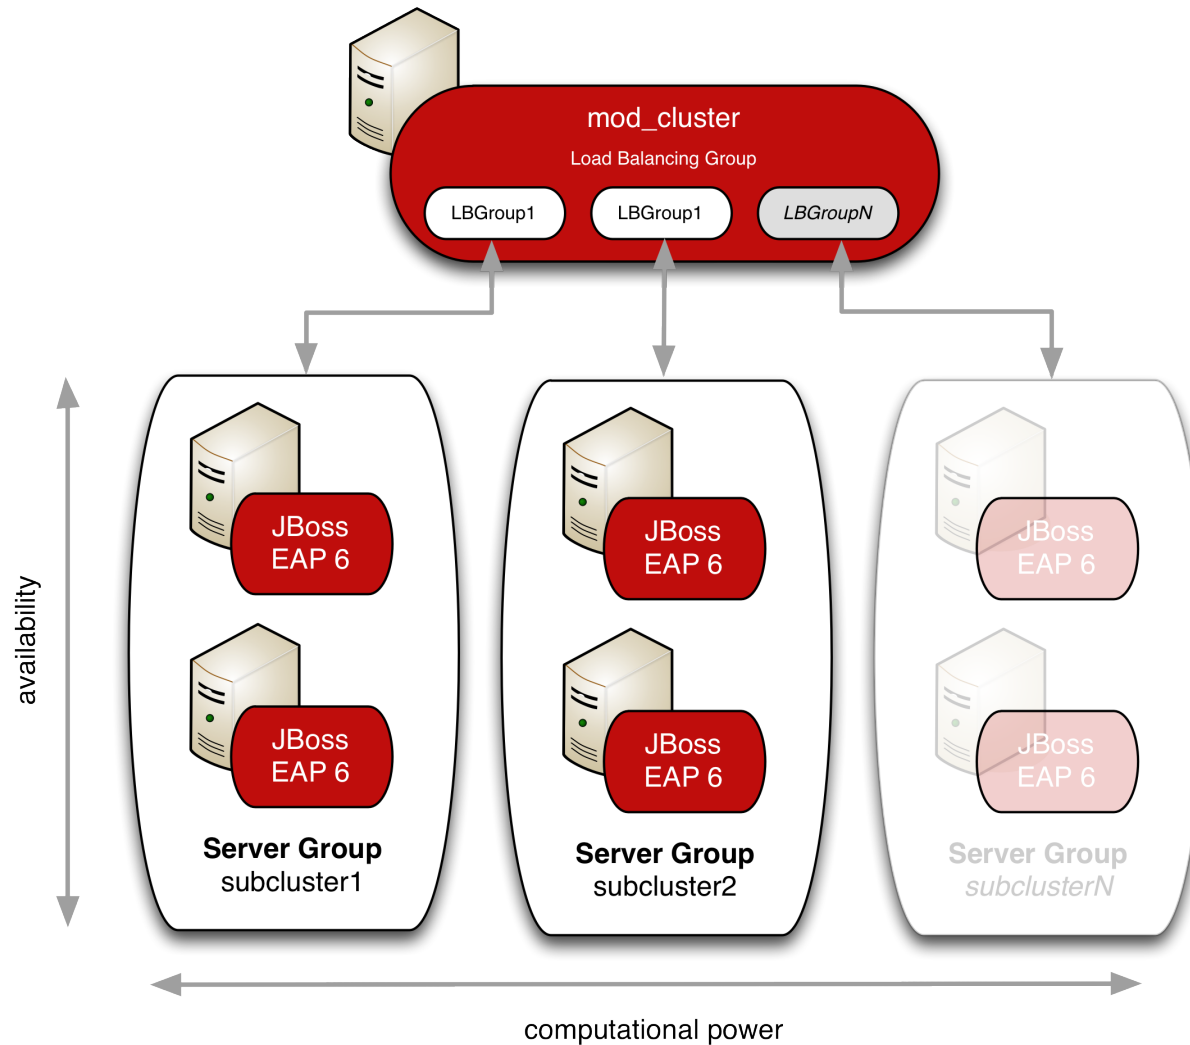 mod_cluster
Load Balancing Group
LBGroup1
LBGroup1
LBGroupN
availability
JBoss
EAP 6
JBoss
EAP 6
Server Group
subcluster1
JBoss
EAP 6
JBoss
EAP 6
Server Group
subcluster2
JBoss
EAP 6
JBoss
EAP 6
Server Group
subclusterN
computational power